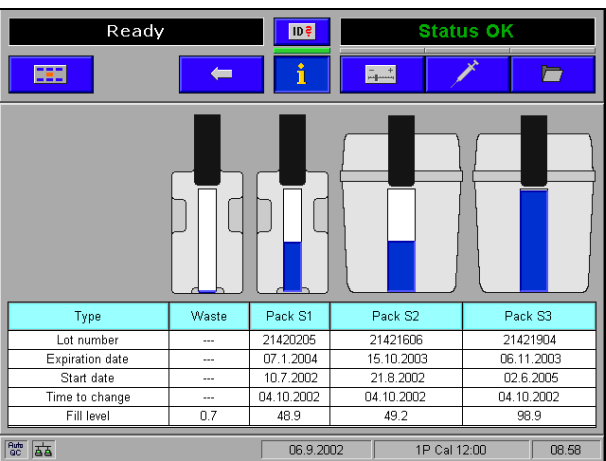 Ready ID Status OK
i - +
Type Waste Pack S1 Pack S2 Pack S3
Lot number --- 21420205 21421606 21421904
Expiration date --- 07.1.2004 15.10.2003 06.11.2003
Start date --- 10.7.2002 21.8.2002 02.6.2005
Time to change --- 04.10.2002 04.10.2002 04.10.2002
Fill level 0.7 48.9 49.2 98.9
Auto
QC 06.9.2002 1P Cal 12:00 08.58